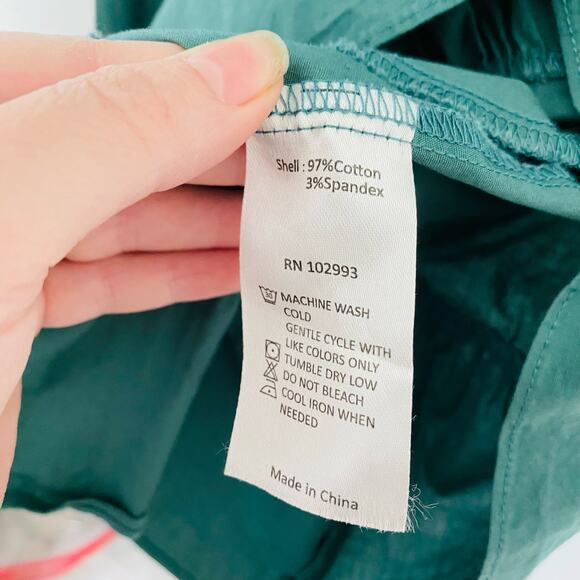 Shell : 97%Cotton
3%Spandex
RN 102993
MACHINE WASH
COLD
GENTLE CYCLE WITH
LIKE COLORS ONLY
TUMBLE DRY LOW
DO NOT BLEACH
COOL IRON WHEN
NEEDED
Made in China